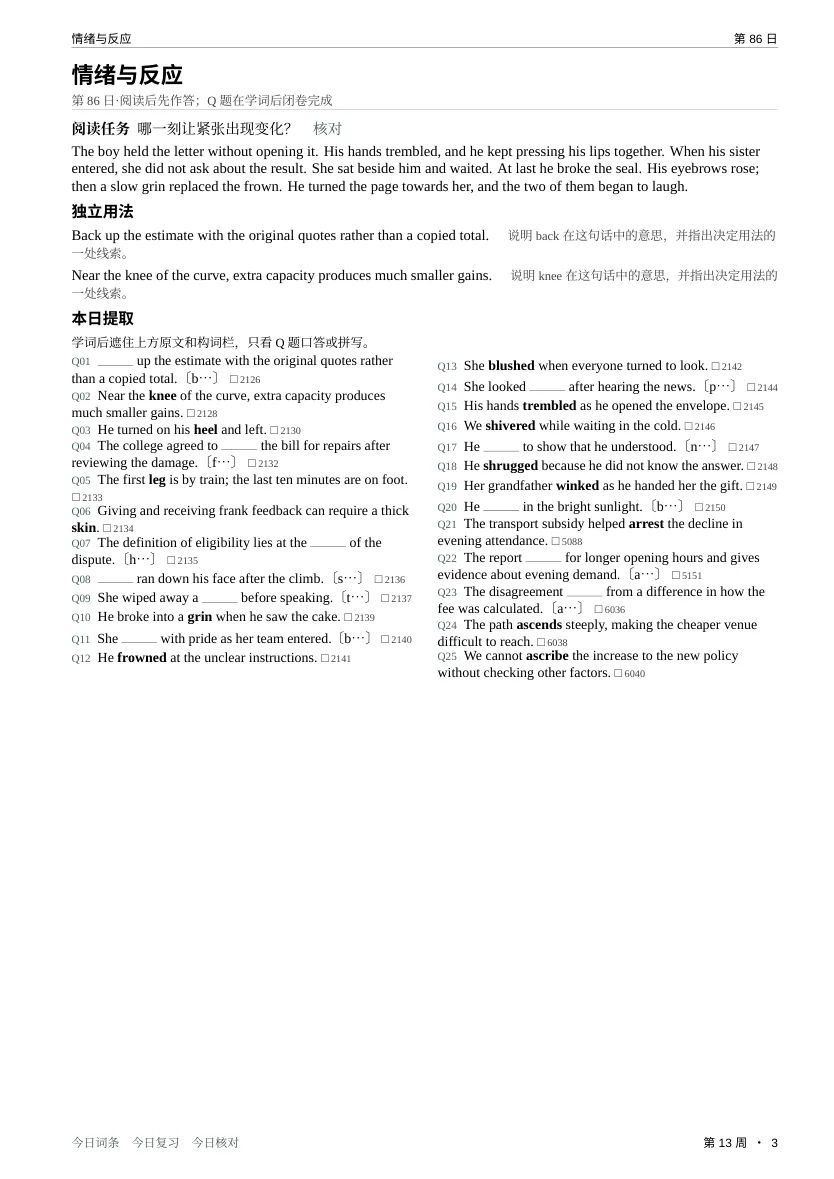 情绪与反应 第 86 日
情绪与反应
第 86 日·阅读后先作答；Q 题在学词后闭卷完成
阅读任务 哪一刻让紧张出现变化？ 核对
The boy held the letter without opening it. His hands trembled, and he kept pressing his lips together. When his sister
entered, she did not ask about the result. She sat beside him and waited. At last he broke the seal. His eyebrows rose;
then a slow grin replaced the frown. He turned the page towards her, and the two of them began to laugh.
独立用法
Back up the estimate with the original quotes rather than a copied total. 说明 back 在这句话中的意思，并指出决定用法的
一处线索。
Near the knee of the curve, extra capacity produces much smaller gains. 说明 knee 在这句话中的意思，并指出决定用法的
一处线索。
本日提取
学词后遮住上方原文和构词栏，只看 Q 题口答或拼写。
Q01 _____ up the estimate with the original quotes rather
than a copied total.〔b···〕 □ 2126
Q02 Near the knee of the curve, extra capacity produces
much smaller gains. □ 2128
Q03 He turned on his heel and left. □ 2130
Q04 The college agreed to _____ the bill for repairs after
reviewing the damage.〔f···〕 □ 2132
Q05 The first leg is by train; the last ten minutes are on foot.
□ 2133
Q06 Giving and receiving frank feedback can require a thick
skin. □ 2134
Q07 The definition of eligibility lies at the _____ of the
dispute.〔h···〕 □ 2135
Q08 _____ ran down his face after the climb.〔s···〕 □ 2136
Q09 She wiped away a _____ before speaking.〔t···〕 □ 2137
Q10 He broke into a grin when he saw the cake. □ 2139
Q11 She _____ with pride as her team entered.〔b···〕 □ 2140
Q12 He frowned at the unclear instructions. □ 2141
Q13 She blushed when everyone turned to look. □ 2142
Q14 She looked _____ after hearing the news.〔p···〕 □ 2144
Q15 His hands trembled as he opened the envelope. □ 2145
Q16 We shivered while waiting in the cold. □ 2146
Q17 He _____ to show that he understood.〔n···〕 □ 2147
Q18 He shrugged because he did not know the answer. □ 2148
Q19 Her grandfather winked as he handed her the gift. □ 2149
Q20 He _____ in the bright sunlight.〔b···〕 □ 2150
Q21 The transport subsidy helped arrest the decline in
evening attendance. □ 5088
Q22 The report _____ for longer opening hours and gives
evidence about evening demand.〔a···〕 □ 5151
Q23 The disagreement _____ from a difference in how the
fee was calculated.〔a···〕 □ 6036
Q24 The path ascends steeply, making the cheaper venue
difficult to reach. □ 6038
Q25 We cannot ascribe the increase to the new policy
without checking other factors. □ 6040
今日词条 今日复习 今日核对 第 13 周 · 3